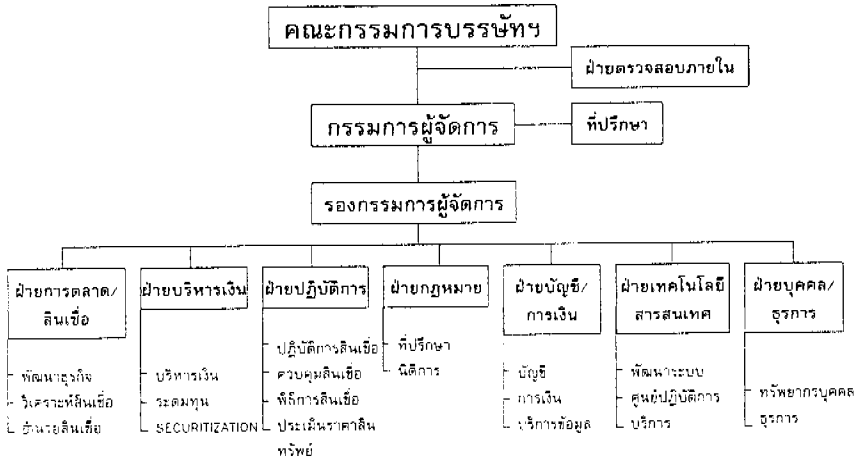 คณะกรรมการบรรษัทฯ
ฝ่ายตรวจสอบภายใน
กรรมการผู้จัดการ
ที่ปรึกษา
รองกรรมการผู้จัดการ
ฝ่ายการตลาด/
สินเชื่อ
พัฒนาธุรกิจ
วิเคราะห์สินเชื่อ
อำนวยสินเชื่อ
ฝ่ายบริหารเงิน
บริหารเงิน
ระดมทุน
SECURITIZATION
ฝ่ายปฏิบัติการ
ปฏิบัติการสินเชื่อ
ควบคุมสินเชื่อ
พิธีการสินเชื่อ
ประเมินราคาสิน
ทรัพย์
ฝ่ายกฎหมาย
ที่ปรึกษา
นิติการ
ฝ่ายบัญชี/
การเงิน
บัญชี
การเงิน
บริการข้อมูล
ฝ่ายเทคโนโลยี
สารสนเทศ
พัฒนาระบบ
ศูนย์ปฏิบัติการ
บริการ
ฝ่ายบุคคล/
ธุรการ
ทรัพยากรบุคคล
ธุรการ